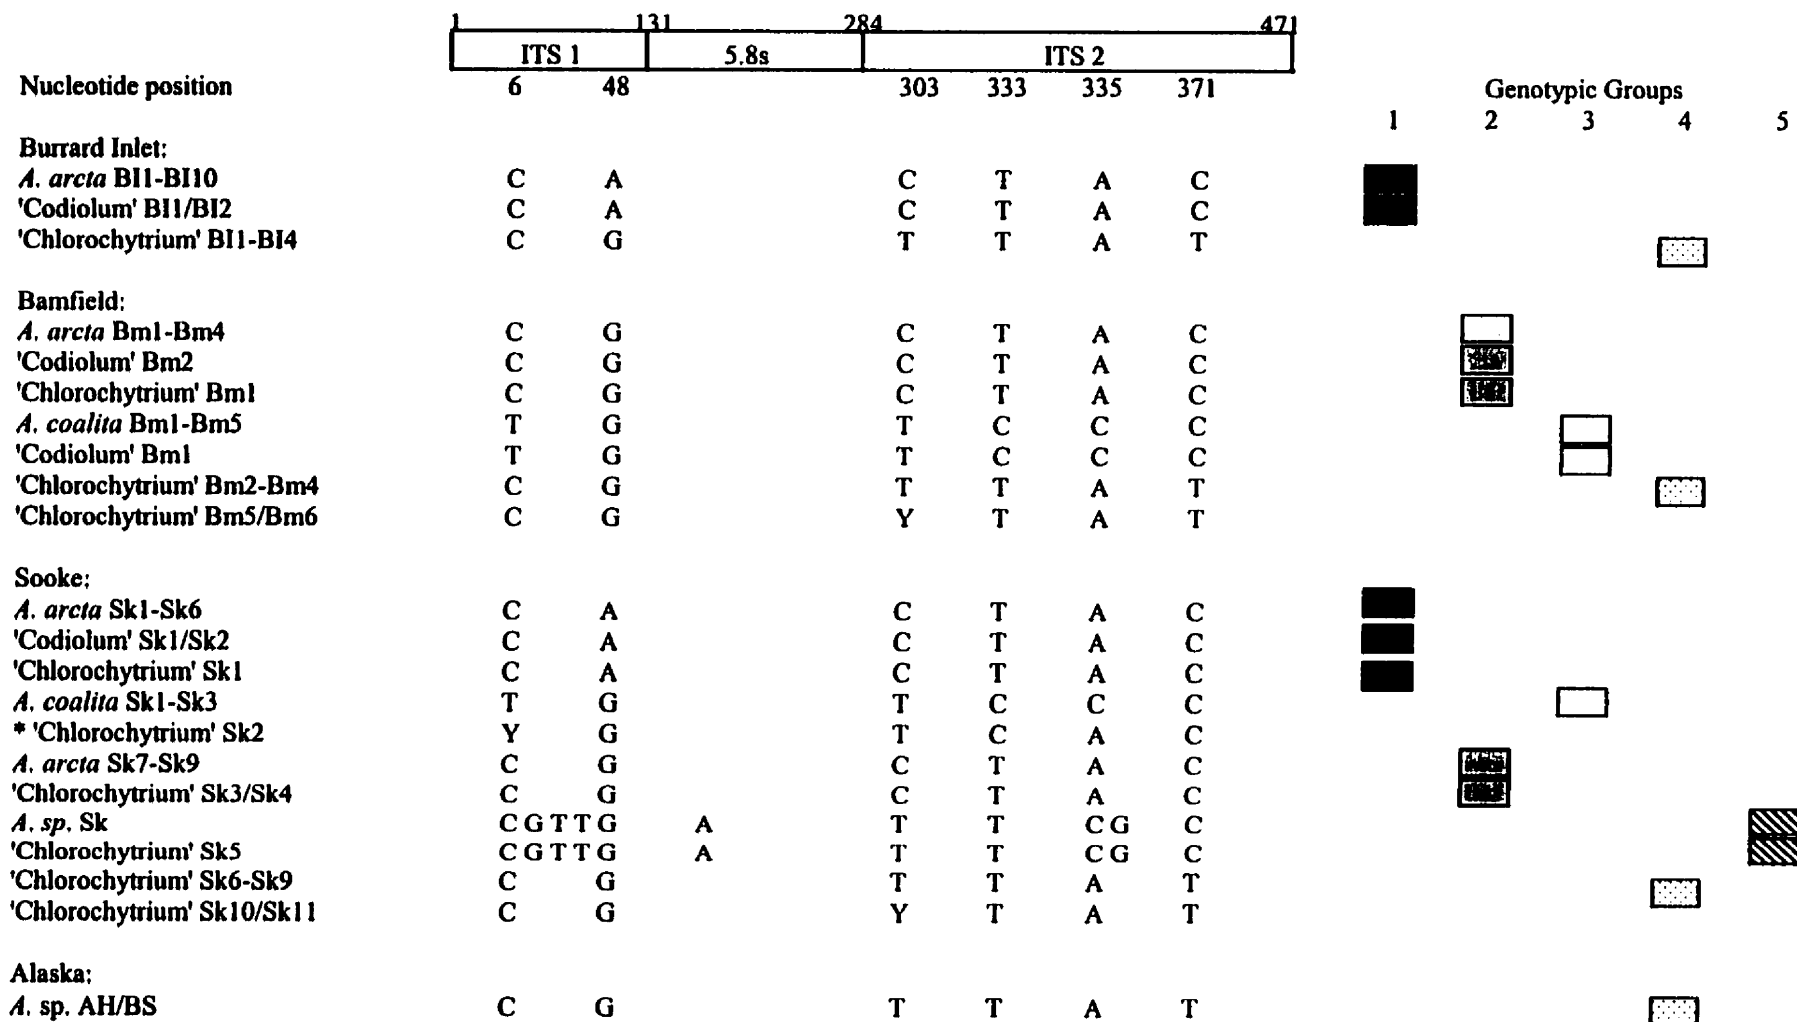 1 131 284 471
ITS 1 5.8s ITS 2
Nucleotide position 6 48 303 333 335 371 Genotypic Groups
1 2 3 4 5
Burrard Inlet:
A. arcta BI1-BI10 C A C T A C
'Codiolum' BI1/BI2 C A C T A C
'Chlorochytrium' BI1-BI4 C G T T A T
Bamfield:
A. arcta Bm1-Bm4 C G C T A C
'Codiolum' Bm2 C G C T A C
'Chlorochytrium' Bm1 C G C T A C
A. coalita Bm1-Bm5 T G T C C C
'Codiolum' Bm1 T G T C C C
'Chlorochytrium' Bm2-Bm4 C G T T A T
'Chlorochytrium' Bm5/Bm6 C G Y T A T
Sooke:
A. arcta Sk1-Sk6 C A C T A C
'Codiolum' Sk1/Sk2 C A C T A C
'Chlorochytrium' Sk1 C A C T A C
A. coalita Sk1-Sk3 T G T C C C
* 'Chlorochytrium' Sk2 Y G T C A C
A. arcta Sk7-Sk9 C G C T A C
'Chlorochytrium' Sk3/Sk4 C G C T A C
A. sp. Sk C G T T G A T T C G C
'Chlorochytrium' Sk5 C G T T G A T T C G C
'Chlorochytrium' Sk6-Sk9 C G T T A T
'Chlorochytrium' Sk10/Sk11 C G Y T A T
Alaska:
A. sp. AH/BS C G T T A T